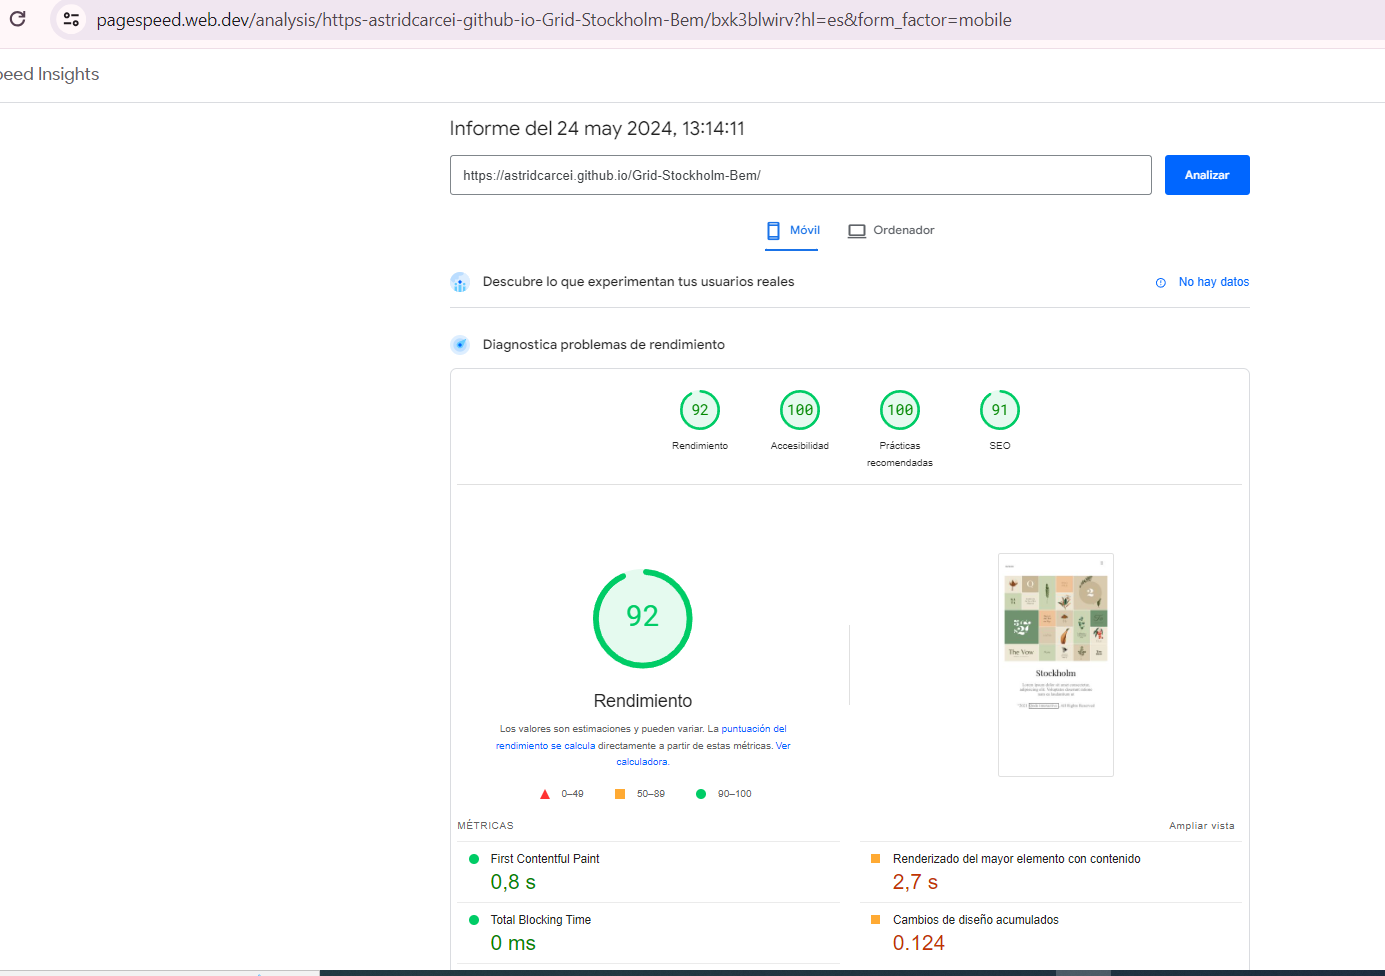 pagespeed.web.dev/analysis/https-astridcarcei-github-io-Grid-Stockholm-Bem/bxk3blwirv?hl=es&form_factor=mobile
peed Insights
Informe del 24 may 2024, 13:14:11
https://astridcarcei.github.io/Grid-Stockholm-Bem/
Analizar
Móvil
Ordenador
Descubre lo que experimentan tus usuarios reales
No hay datos
Diagnostica problemas de rendimiento
92
100
100
91
Rendimiento
Accesibilidad
Prácticas
recomendadas
SEO
92
Rendimiento
Los valores son estimaciones y pueden variar. La puntuación del
rendimiento se calcula directamente a partir de estas métricas. Ver
calculadora.
0–49
50–89
90–100
The Vow
Stockholm
MÉTRICAS
Ampliar vista
First Contentful Paint
0,8 s
Renderizado del mayor elemento con contenido
2,7 s
Total Blocking Time
0 ms
Cambios de diseño acumulados
0.124